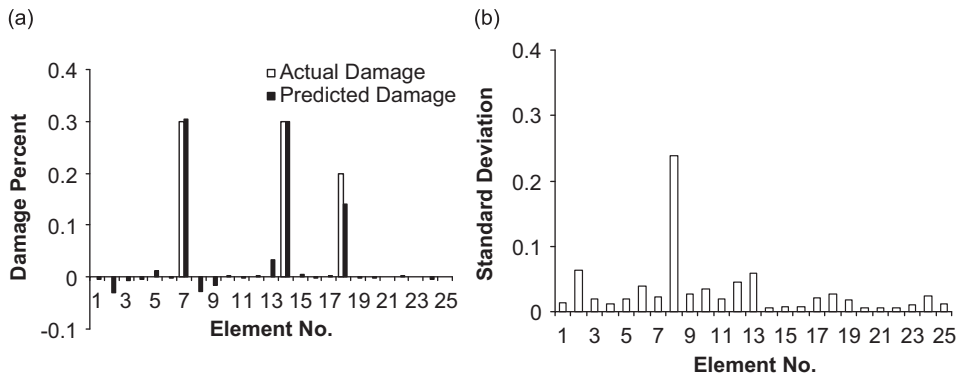 (a)
Damage Percent
0.4
0.3
0.2
0.1
0
-0.1
Actual Damage
Predicted Damage
1 3 5 7 9 11 13 15 17 19 21 23 25
Element No.
(b)
Standard Deviation
0.4
0.3
0.2
0.1
0
1 3 5 7 9 11 13 15 17 19 21 23 25
Element No.